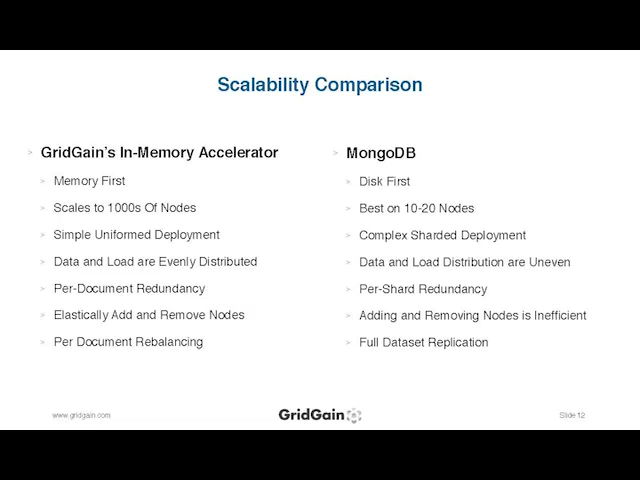 Scalability Comparison
> GridGain's In-Memory Accelerator
> Memory First
> Scales to 1000s Of Nodes
> Simple Uniformed Deployment
> Data and Load are Evenly Distributed
> Per-Document Redundancy
> Elastically Add and Remove Nodes
> Per Document Rebalancing
> MongoDB
> Disk First
> Best on 10-20 Nodes
> Complex Sharded Deployment
> Data and Load Distribution are Uneven
> Per-Shard Redundancy
> Adding and Removing Nodes is Inefficient
> Full Dataset Replication
www.gridgain.com
GridGain
Slide 12